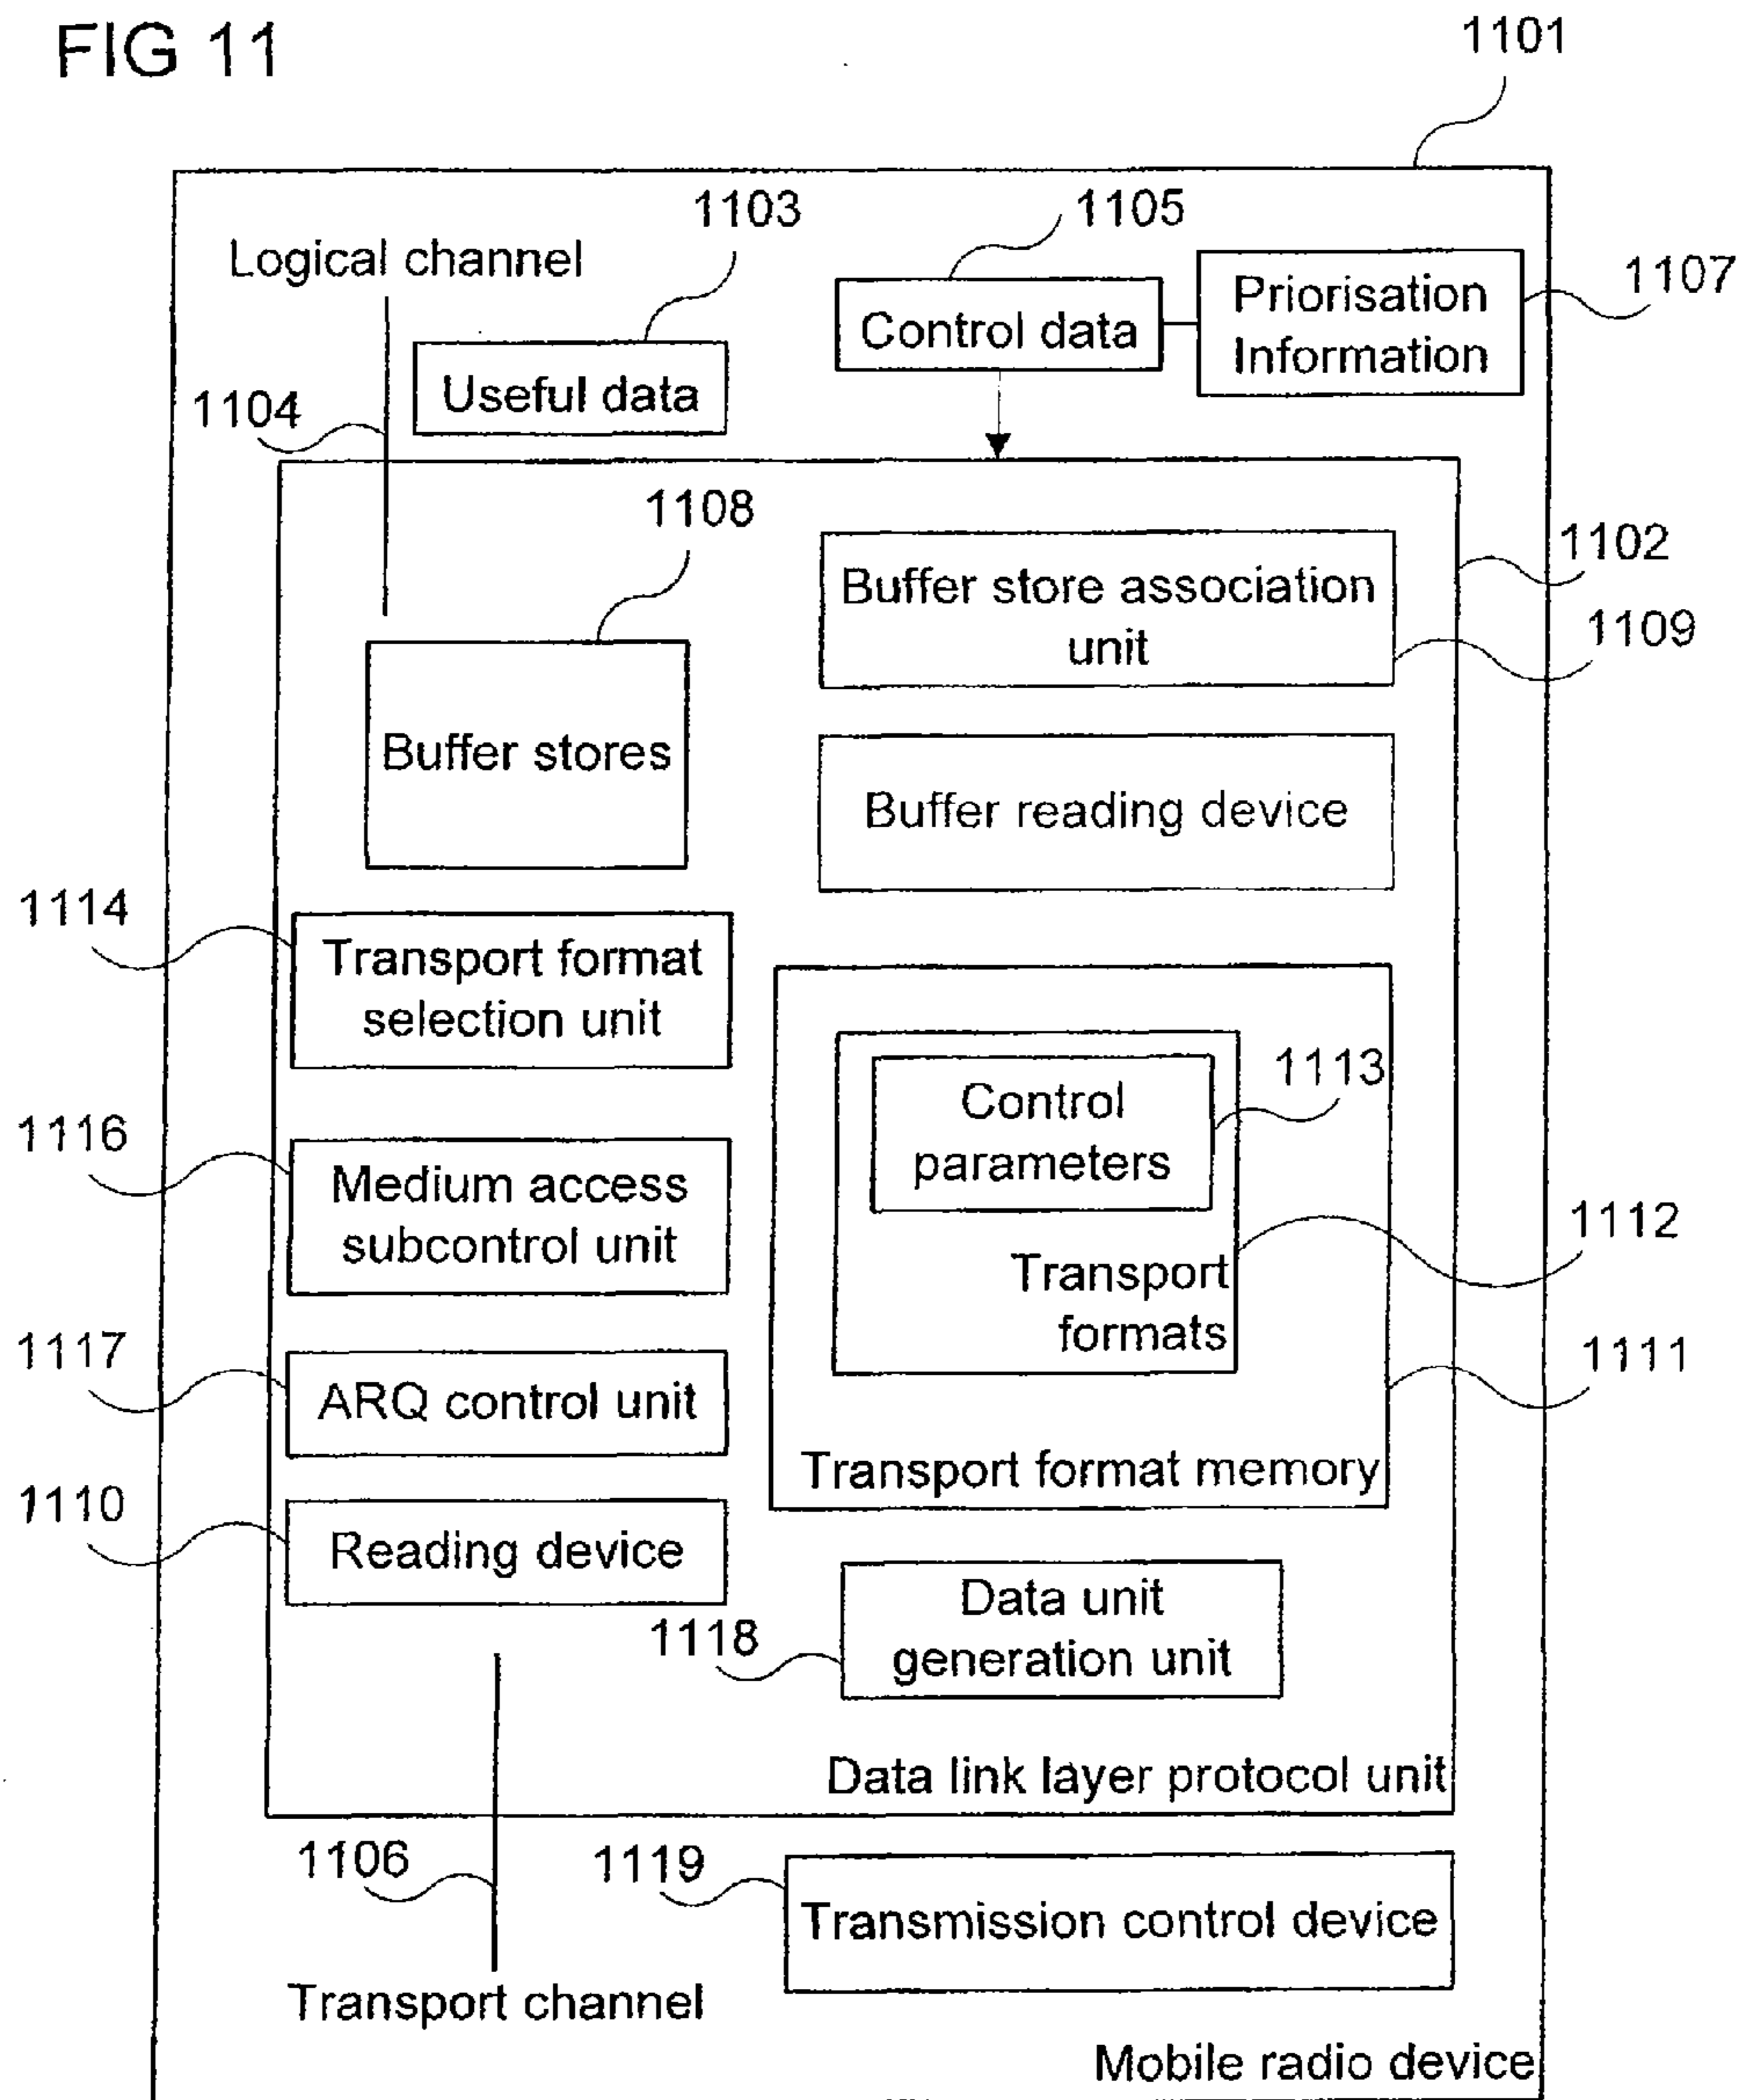 FIG 11
1101
1103
1105
Logical channel
1107
Priorisation
Information
Control data
Useful data
1104
1108
1102
Buffer store association
unit
1109
Buffer stores
Buffer reading device
1114
Transport format
selection unit
1113
Control
parameters
1116
Medium access
subcontrol unit
1112
Transport
formats
1117
ARQ control unit
1111
Transport format memory
1110
Reading device
Data unit
generation unit
1118
Data link layer protocol unit
1106
1119
Transmission control device
Transport channel
Mobile radio device